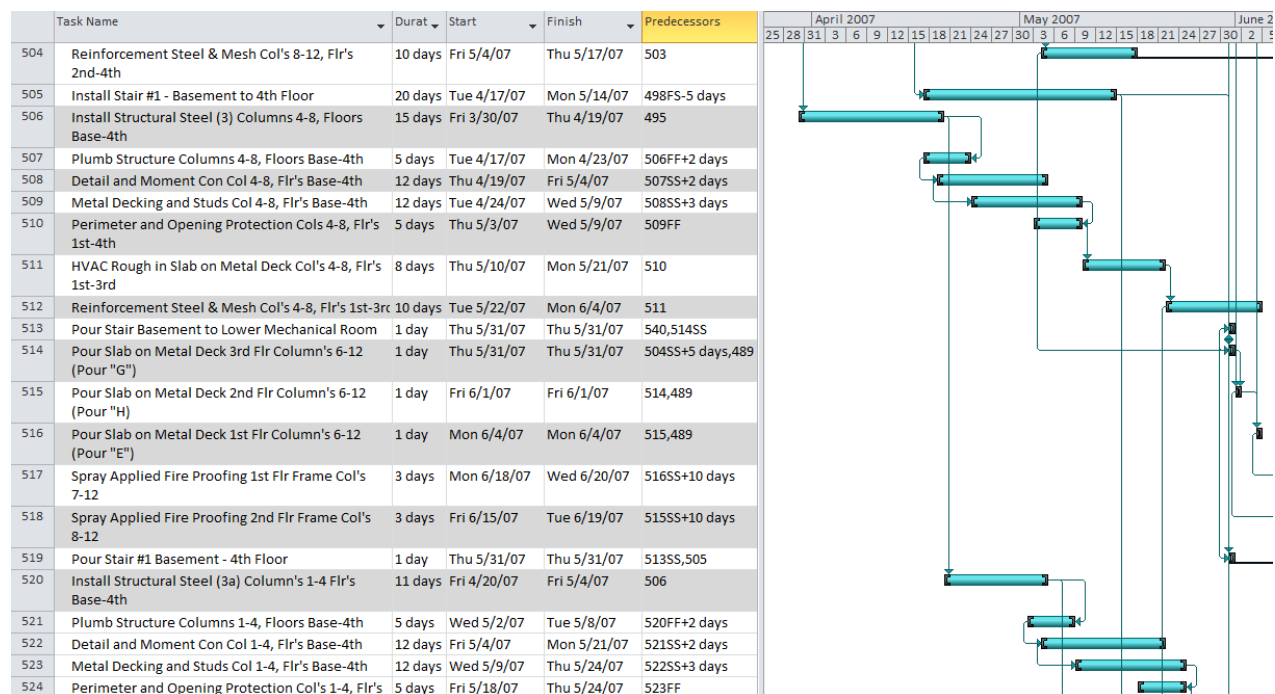 Task Name Durat Start Finish Predecessors
April 2007 May 2007 June 2
25 28 31 3 6 9 12 15 18 21 24 27 30 3 6 9 12 15 18 21 24 27 30 2 5
504 Reinforcement Steel & Mesh Col's 8-12, Flr's 10 days Fri 5/4/07 Thu 5/17/07 503
2nd-4th
505 Install Stair #1 - Basement to 4th Floor 20 days Tue 4/17/07 Mon 5/14/07 498FS-5 days
506 Install Structural Steel (3) Columns 4-8, Floors 15 days Fri 3/30/07 Thu 4/19/07 495
Base-4th
507 Plumb Structure Columns 4-8, Floors Base-4th 5 days Tue 4/17/07 Mon 4/23/07 506FF+2 days
508 Detail and Moment Con Col 4-8, Flr's Base-4th 12 days Thu 4/19/07 Fri 5/4/07 507SS+2 days
509 Metal Decking and Studs Col 4-8, Flr's Base-4th 12 days Tue 4/24/07 Wed 5/9/07 508SS+3 days
510 Perimeter and Opening Protection Cols 4-8, Flr's 5 days Thu 5/3/07 Wed 5/9/07 509FF
1st-4th
511 HVAC Rough in Slab on Metal Deck Col's 4-8, Flr's 8 days Thu 5/10/07 Mon 5/21/07 510
1st-3rd
512 Reinforcement Steel & Mesh Col's 4-8, Flr's 1st-3rd 10 days Tue 5/22/07 Mon 6/4/07 511
513 Pour Stair Basement to Lower Mechanical Room 1 day Thu 5/31/07 Thu 5/31/07 540,514SS
514 Pour Slab on Metal Deck 3rd Flr Column's 6-12 1 day Thu 5/31/07 Thu 5/31/07 504SS+5 days,489
(Pour "G")
515 Pour Slab on Metal Deck 2nd Flr Column's 6-12 1 day Fri 6/1/07 Fri 6/1/07 514,489
(Pour "H)
516 Pour Slab on Metal Deck 1st Flr Column's 6-12 1 day Mon 6/4/07 Mon 6/4/07 515,489
(Pour "E")
517 Spray Applied Fire Proofing 1st Flr Frame Col's 3 days Mon 6/18/07 Wed 6/20/07 516SS+10 days
7-12
518 Spray Applied Fire Proofing 2nd Flr Frame Col's 3 days Fri 6/15/07 Tue 6/19/07 515SS+10 days
8-12
519 Pour Stair #1 Basement - 4th Floor 1 day Thu 5/31/07 Thu 5/31/07 513SS,505
520 Install Structural Steel (3a) Column's 1-4 Flr's 11 days Fri 4/20/07 Fri 5/4/07 506
Base-4th
521 Plumb Structure Columns 1-4, Floors Base-4th 5 days Wed 5/2/07 Tue 5/8/07 520FF+2 days
522 Detail and Moment Con Col 1-4, Flr's Base-4th 12 days Fri 5/4/07 Mon 5/21/07 521SS+2 days
523 Metal Decking and Studs Col 1-4, Flr's Base-4th 12 days Wed 5/9/07 Thu 5/24/07 522SS+3 days
524 Perimeter and Opening Protection Col's 1-4, Flr's 5 days Fri 5/18/07 Thu 5/24/07 523FF